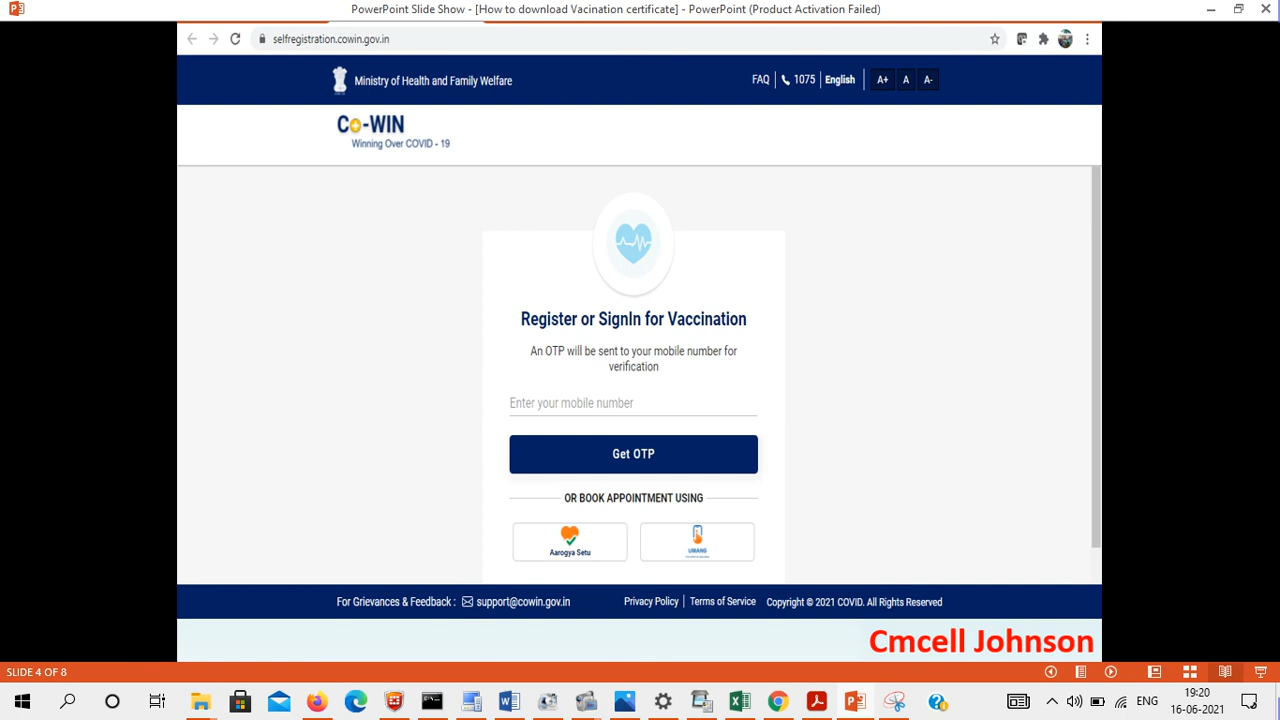 PowerPoint Slide Show - [How to download Vacination certificate] - PowerPoint (Product Activation Failed)
selfregistration.cowin.gov.in
Ministry of Health and Family Welfare
FAQ
1075
English
A+
A
A-
Co-WIN
Winning Over COVID - 19
Register or SignIn for Vaccination
An OTP will be sent to your mobile number for
verification
Enter your mobile number
Get OTP
OR BOOK APPOINTMENT USING
Aarogya Setu
UMANG
For Grievances & Feedback : support@cowin.gov.in
Privacy Policy
Terms of Service
Copyright © 2021 COVID. All Rights Reserved
Cmcell Johnson
SLIDE 4 OF 8
ENG
19:20
16-06-2021